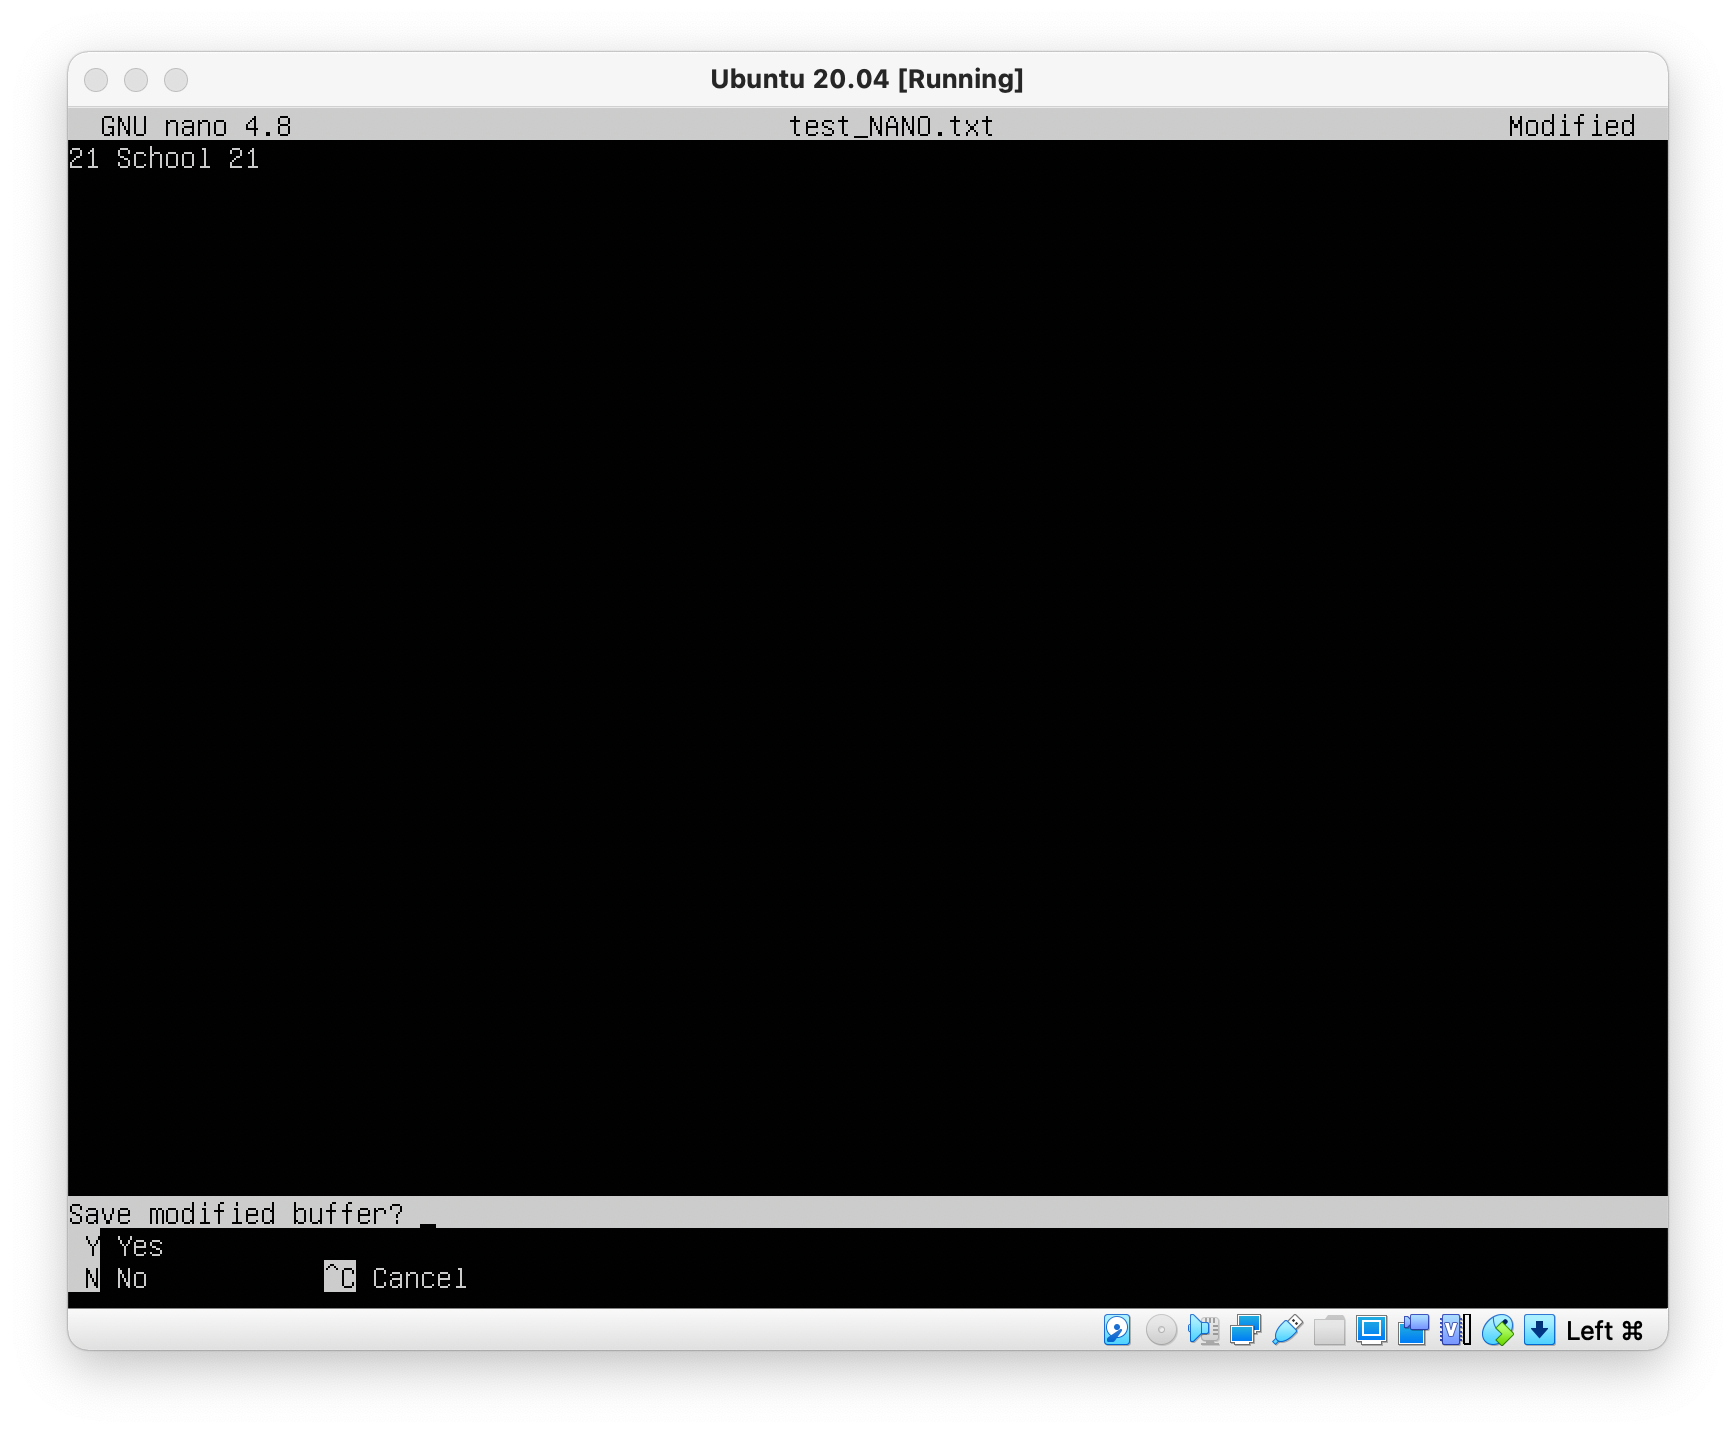 Ubuntu 20.04 [Running]
GNU nano 4.8 test_NANO.txt Modified
21 School 21
Save modified buffer?
Y Yes
N No ^C Cancel
Left ⌘